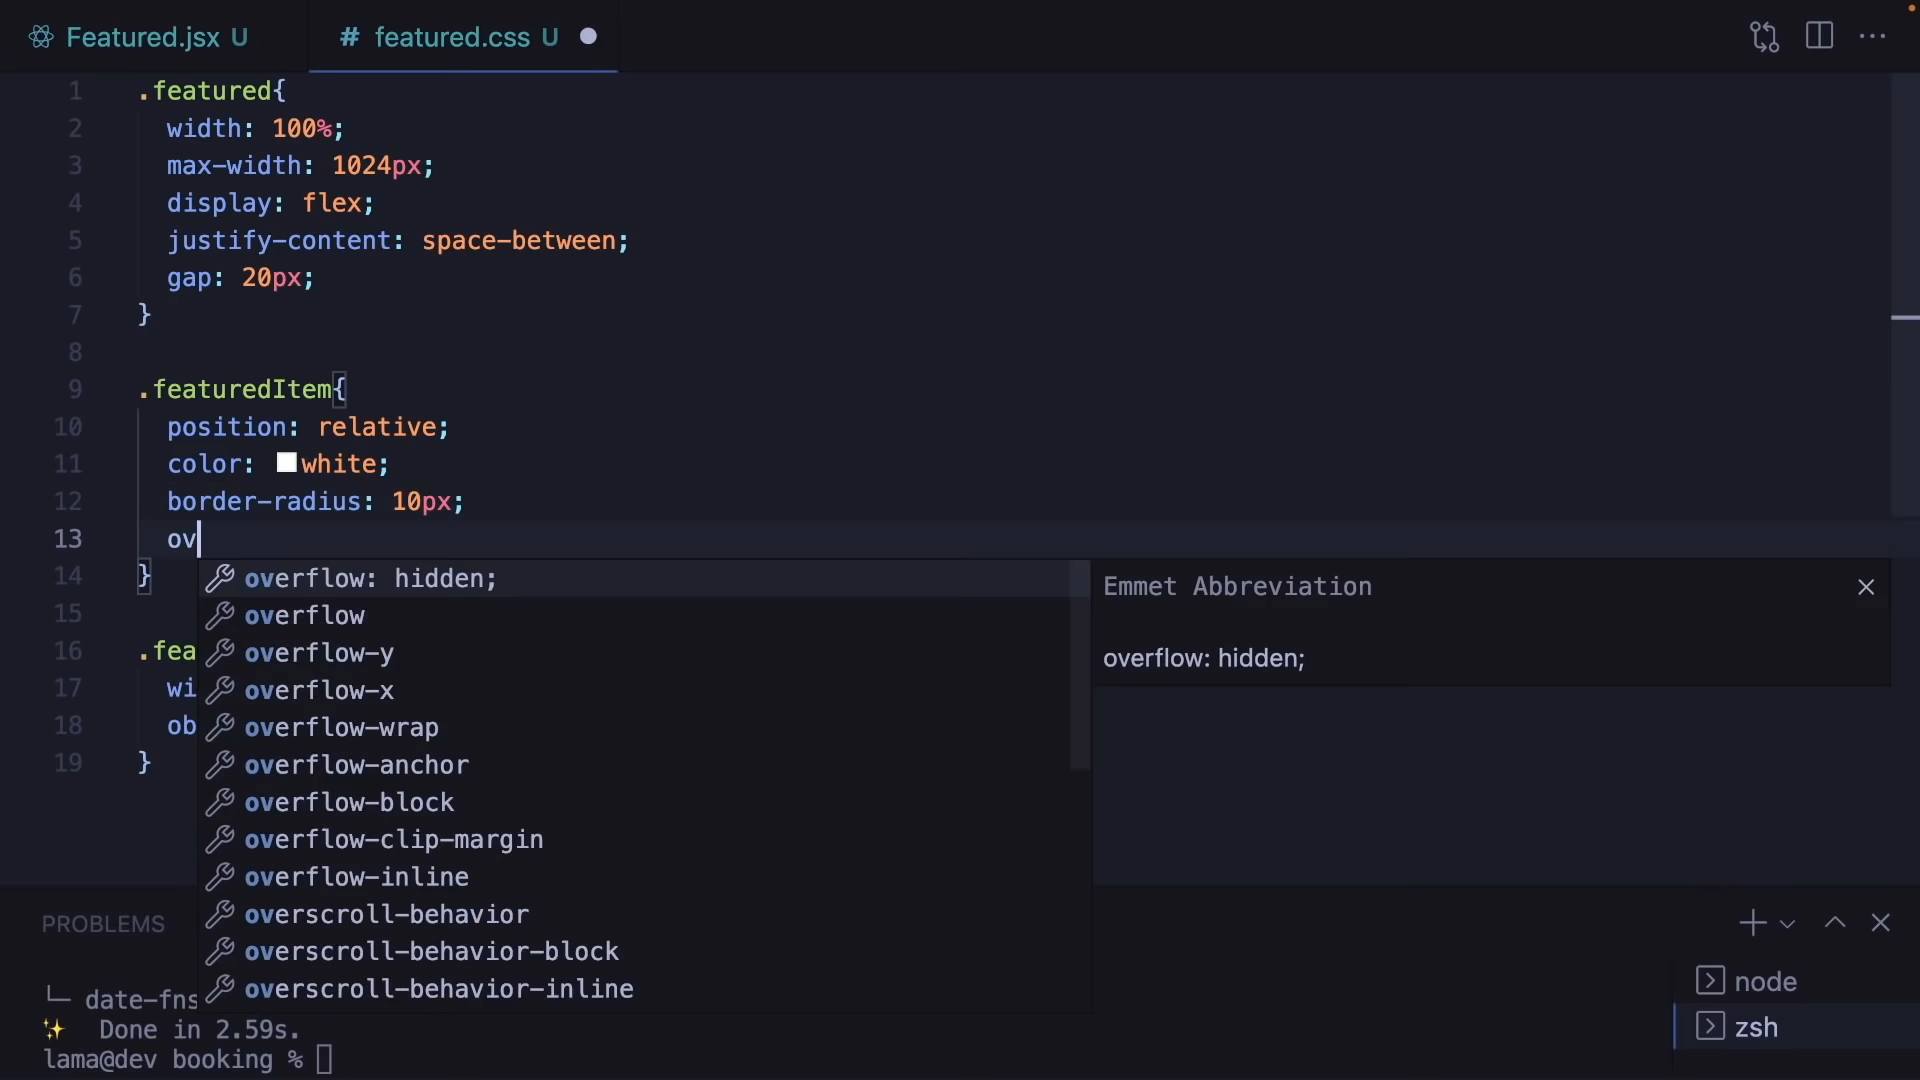 Featured.jsx U
# featured.css U
1 .featured{
2 width: 100%;
3 max-width: 1024px;
4 display: flex;
5 justify-content: space-between;
6 gap: 20px;
7 }
8
9 .featuredItem{
10 position: relative;
11 color: white;
12 border-radius: 10px;
13 ov
14 }
15
16 .fea
17 wi
18 ob
19 }
overflow: hidden;
overflow
overflow-y
overflow-x
overflow-wrap
overflow-anchor
overflow-block
overflow-clip-margin
overflow-inline
overscroll-behavior
overscroll-behavior-block
overscroll-behavior-inline
Emmet Abbreviation
overflow: hidden;
PROBLEMS
└─ date-fns
✨ Done in 2.59s.
lama@dev booking %
node
zsh